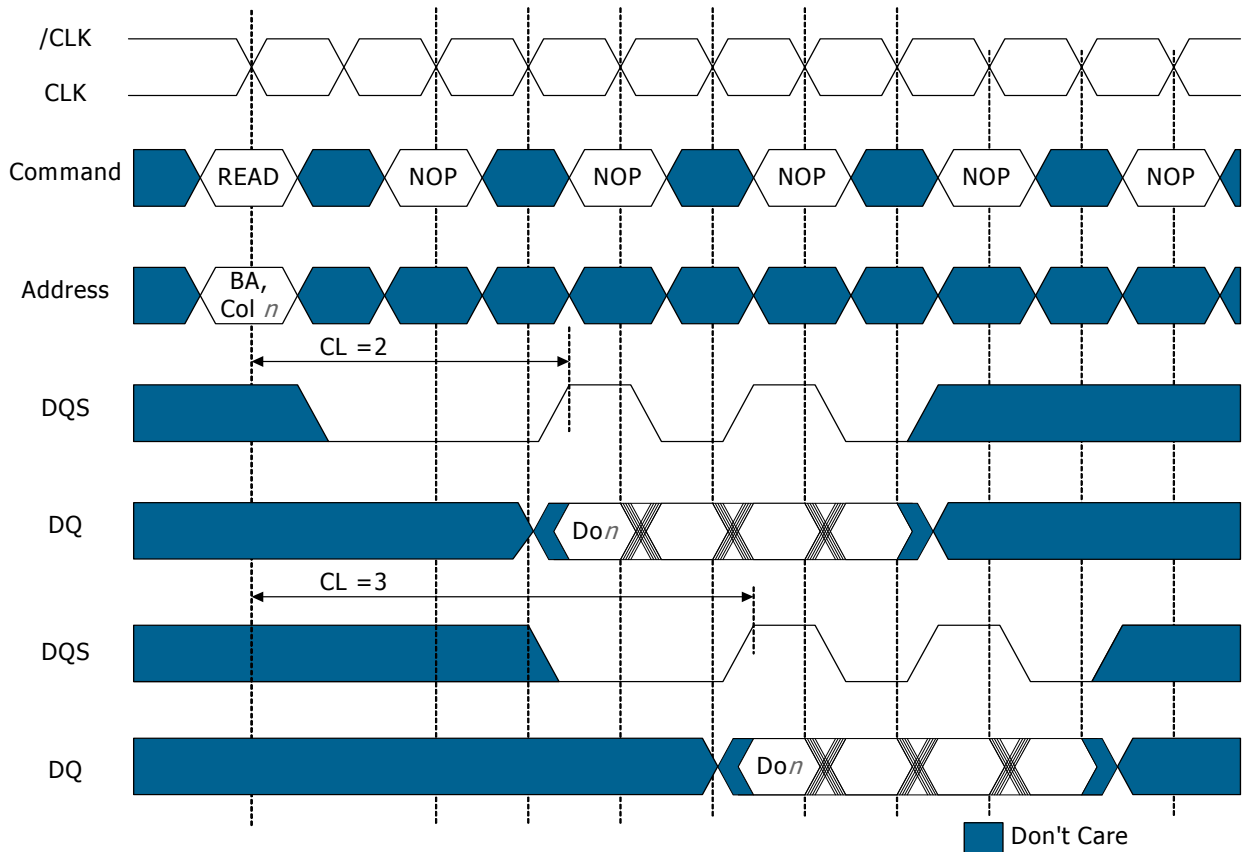 /CLK
CLK
Command
READ
NOP
NOP
NOP
NOP
NOP
Address
BA,
Col n
CL =2
DQS
DQ
Don
CL =3
DQS
DQ
Don
Don't Care